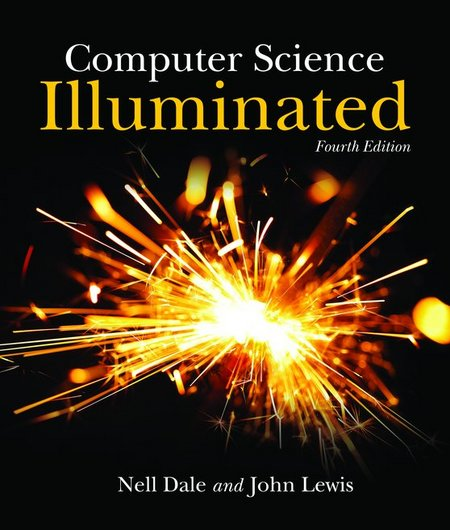 Computer Science
Illuminated
Fourth Edition
Nell Dale and John Lewis